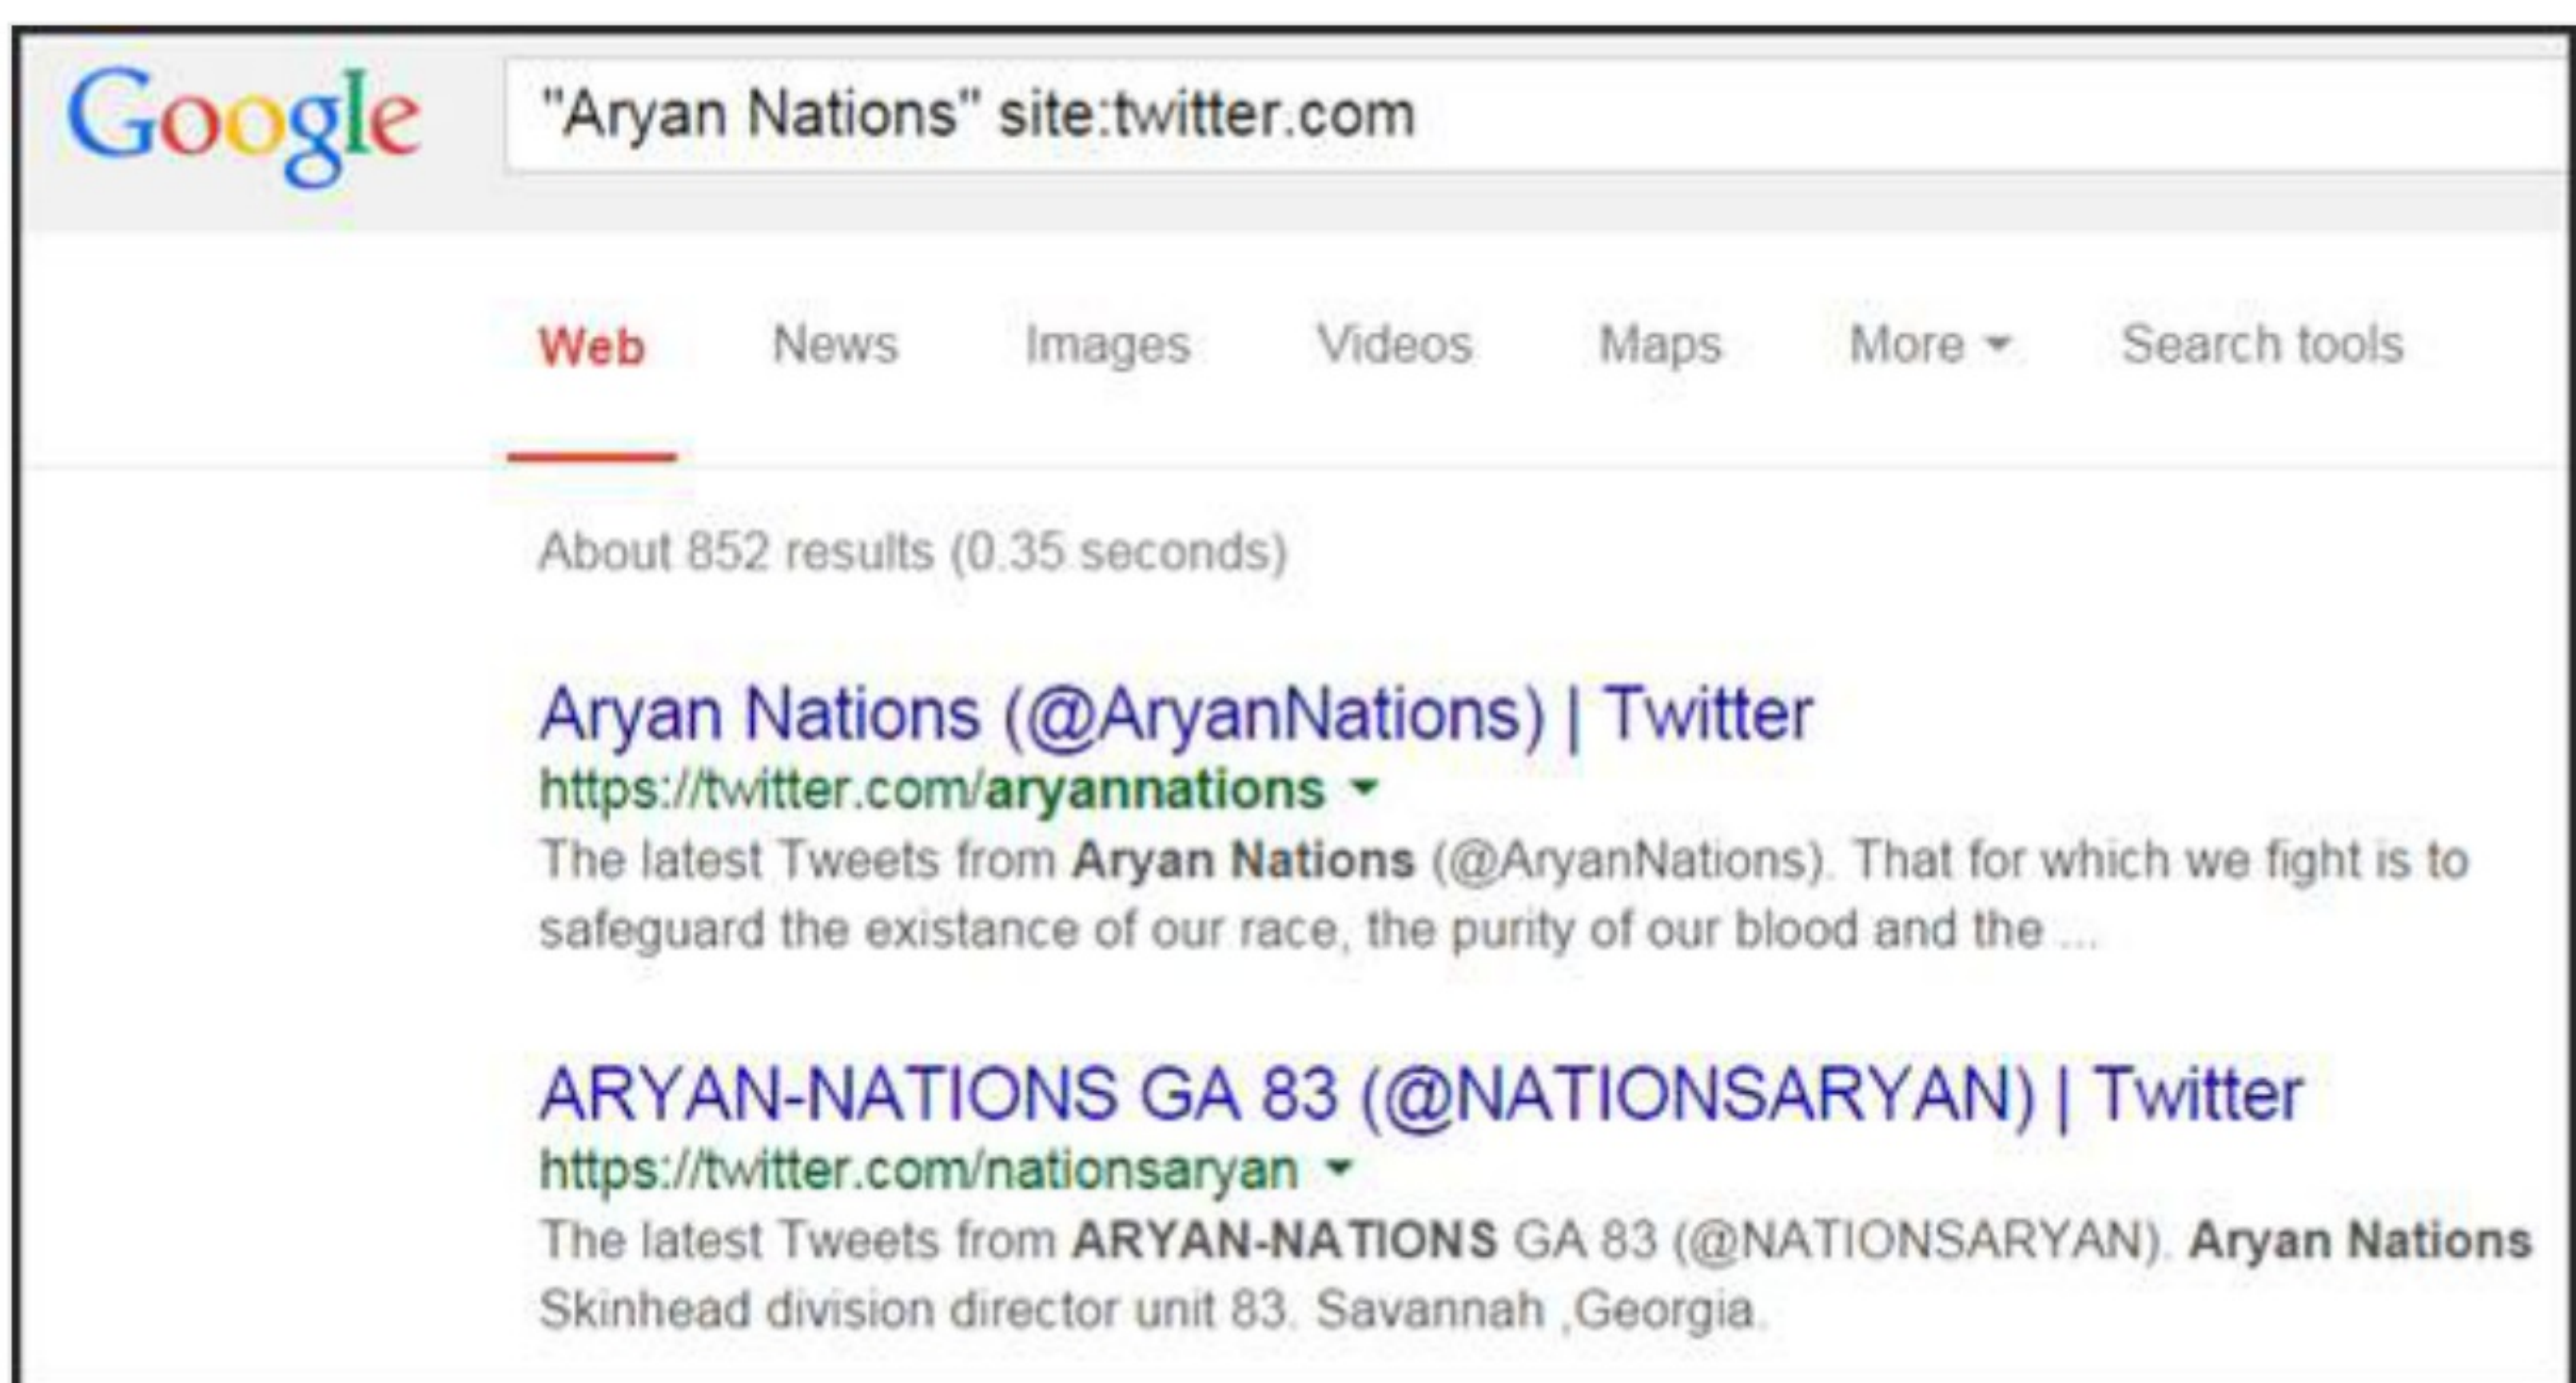 Google
"Aryan Nations" site:twitter.com
Web News Images Videos Maps More Search tools
About 852 results (0.35 seconds)
Aryan Nations (@AryanNations) | Twitter
https://twitter.com/aryannations
The latest Tweets from Aryan Nations (@AryanNations). That for which we fight is to
safeguard the existance of our race, the purity of our blood and the ...
ARYAN-NATIONS GA 83 (@NATIONSARYAN) | Twitter
https://twitter.com/nationsaryan
The latest Tweets from ARYAN-NATIONS GA 83 (@NATIONSARYAN). Aryan Nations
Skinhead division director unit 83. Savannah ,Georgia.